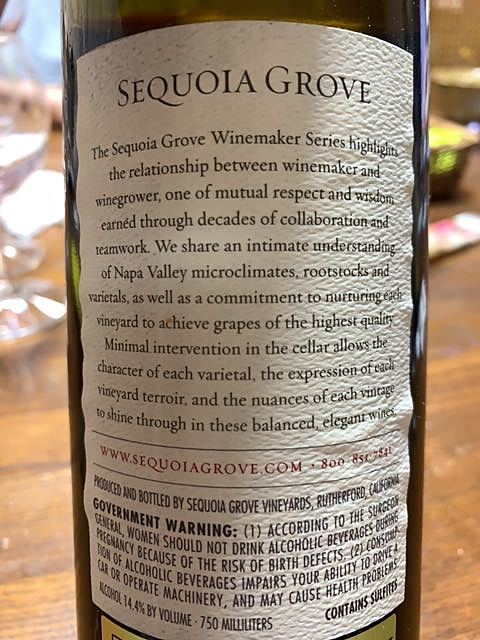 SEQUOIA GROVE
The Sequoia Grove Winemaker Series highlights
the relationship between winemaker and
winegrower, one of mutual respect and wisdom,
earned through decades of collaboration and
teamwork. We share an intimate understanding
of Napa Valley microclimates, rootstocks and
varietals, as well as a commitment to nurturing each
vineyard to achieve grapes of the highest quality.
Minimal intervention in the cellar allows the
character of each varietal, the expression of each
vineyard terroir, and the nuances of each vintage
to shine through in these balanced, elegant wines.
WWW.SEQUOIAGROVE.COM · 800 851 7841
PRODUCED AND BOTTLED BY SEQUOIA GROVE VINEYARDS, RUTHERFORD, CALIFORNIA
GOVERNMENT WARNING: (1) ACCORDING TO THE SURGEON
GENERAL, WOMEN SHOULD NOT DRINK ALCOHOLIC BEVERAGES DURING
PREGNANCY BECAUSE OF THE RISK OF BIRTH DEFECTS. (2) CONSUMP-
TION OF ALCOHOLIC BEVERAGES IMPAIRS YOUR ABILITY TO DRIVE A
CAR OR OPERATE MACHINERY, AND MAY CAUSE HEALTH PROBLEMS.
ALCOHOL 14.4% BY VOLUME · 750 MILLILITERS CONTAINS SULFITES